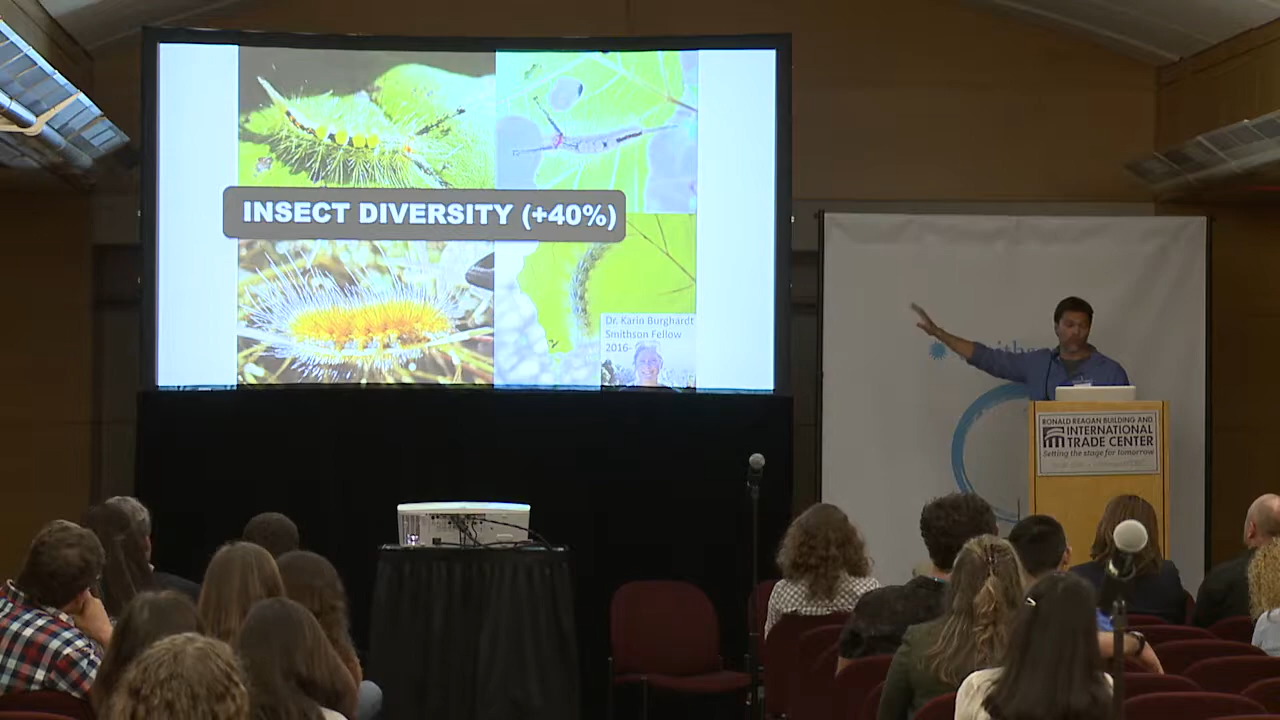 INSECT DIVERSITY (+40%)
Dr. Karin Burghardt
Smithson Fellow
2016-
RONALD REAGAN BUILDING AND
INTERNATIONAL
TRADE CENTER
Setting the stage for tomorrow